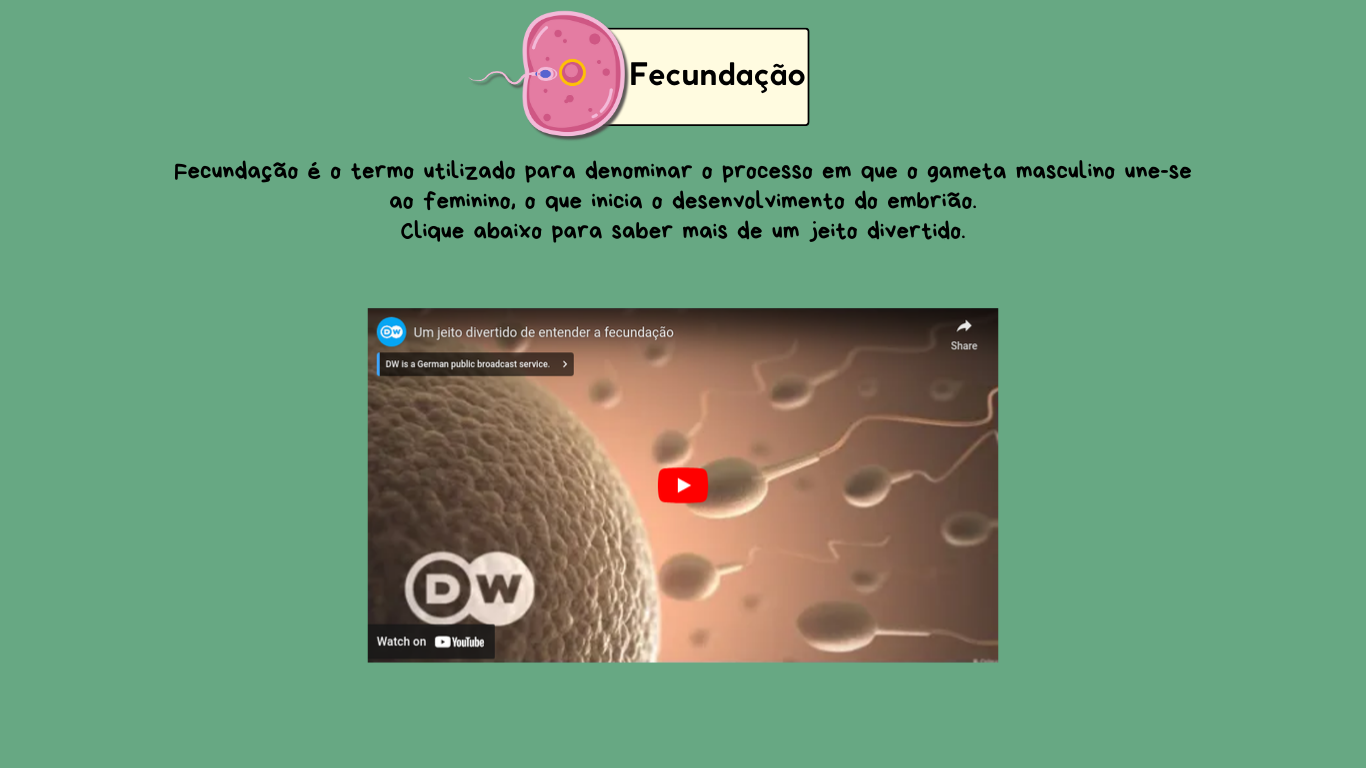 Fecundação
Fecundação é o termo utilizado para denominar o processo em que o gameta masculino une-se
ao feminino, o que inicia o desenvolvimento do embrião.
Clique abaixo para saber mais de um jeito divertido.
DW Um jeito divertido de entender a fecundação
Share
DW is a German public broadcast service.
DW
Watch on YouTube